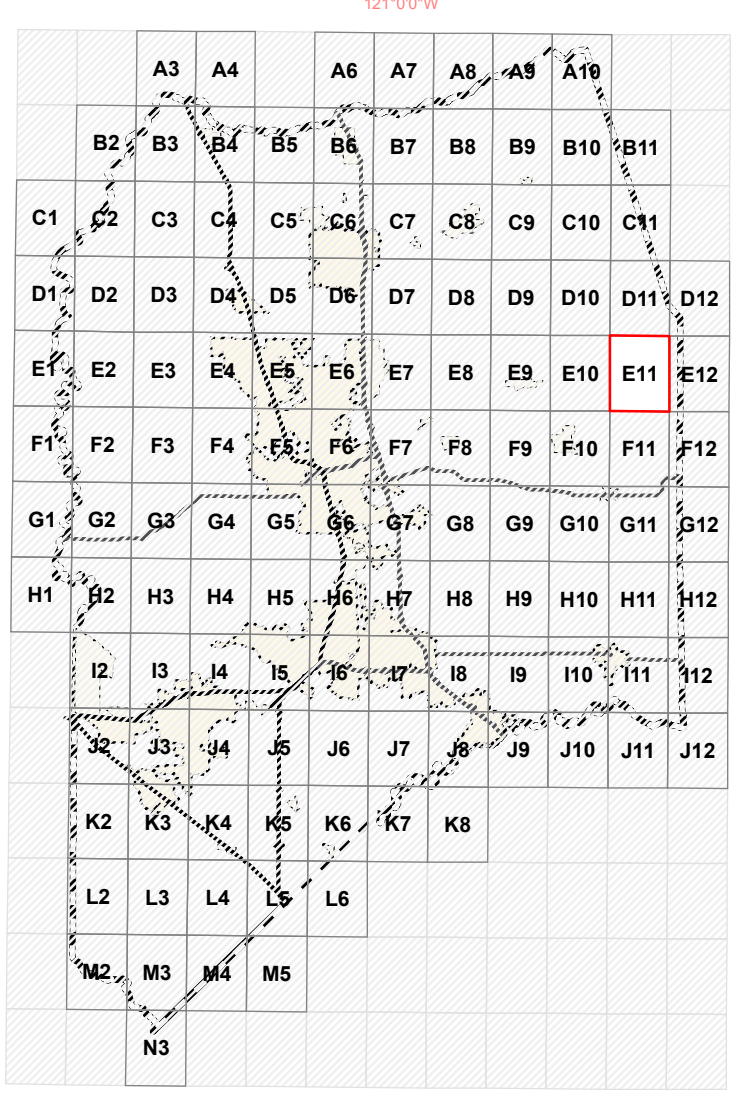 121°0'0"W
A3 A4 A6 A7 A8 A9 A10
B2 B3 B4 B5 B6 B7 B8 B9 B10 B11
C1 C2 C3 C4 C5 C6 C7 C8 C9 C10 C11
D1 D2 D3 D4 D5 D6 D7 D8 D9 D10 D11 D12
E1 E2 E3 E4 E5 E6 E7 E8 E9 E10 E11 E12
F1 F2 F3 F4 F5 F6 F7 F8 F9 F10 F11 F12
G1 G2 G3 G4 G5 G6 G7 G8 G9 G10 G11 G12
H1 H2 H3 H4 H5 H6 H7 H8 H9 H10 H11 H12
I2 I3 I4 I5 I6 I7 I8 I9 I10 I11 I12
J2 J3 J4 J5 J6 J7 J8 J9 J10 J11 J12
K2 K3 K4 K5 K6 K7 K8
L2 L3 L4 L5 L6
M2 M3 M4 M5
N3